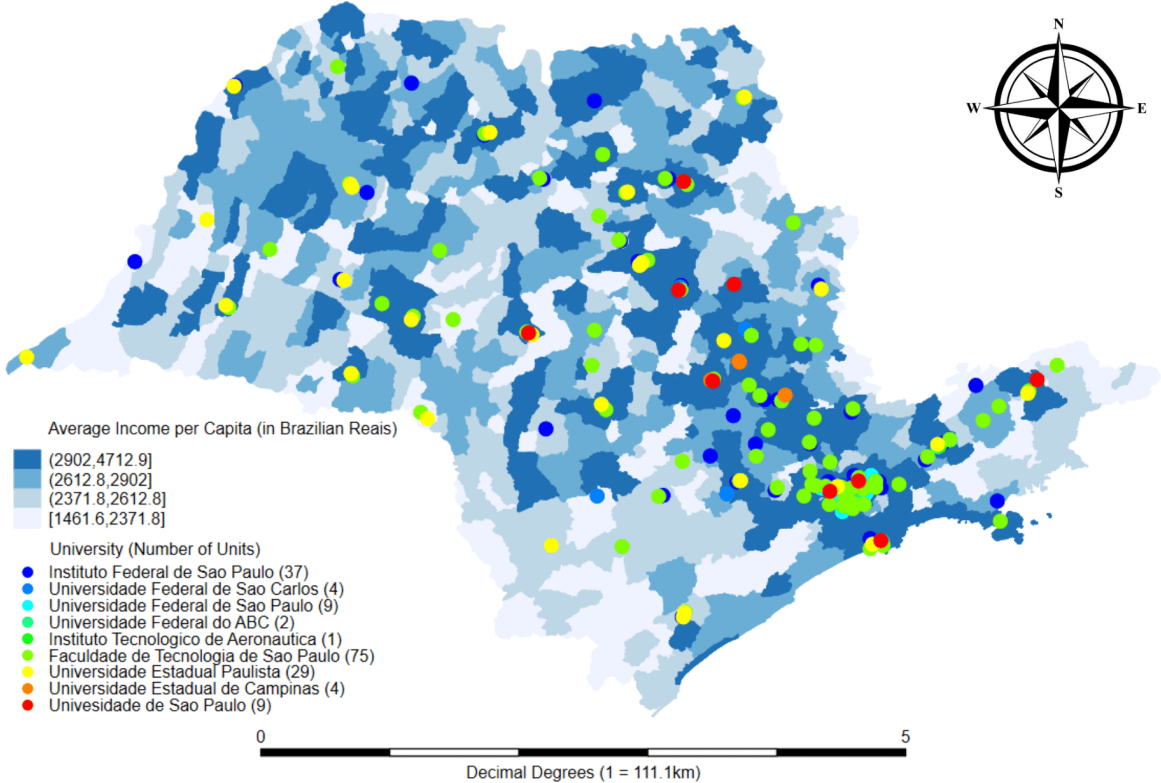 N
W
E
S
Average Income per Capita (in Brazilian Reais)
(2902,4712.9]
(2612.8,2902]
(2371.8,2612.8]
[1461.6,2371.8]
University (Number of Units)
Instituto Federal de Sao Paulo (37)
Universidade Federal de Sao Carlos (4)
Universidade Federal de Sao Paulo (9)
Universidade Federal do ABC (2)
Instituto Tecnologico de Aeronautica (1)
Faculdade de Tecnologia de Sao Paulo (75)
Universidade Estadual Paulista (29)
Universidade Estadual de Campinas (4)
Univesidade de Sao Paulo (9)
0
5
Decimal Degrees (1 = 111.1km)